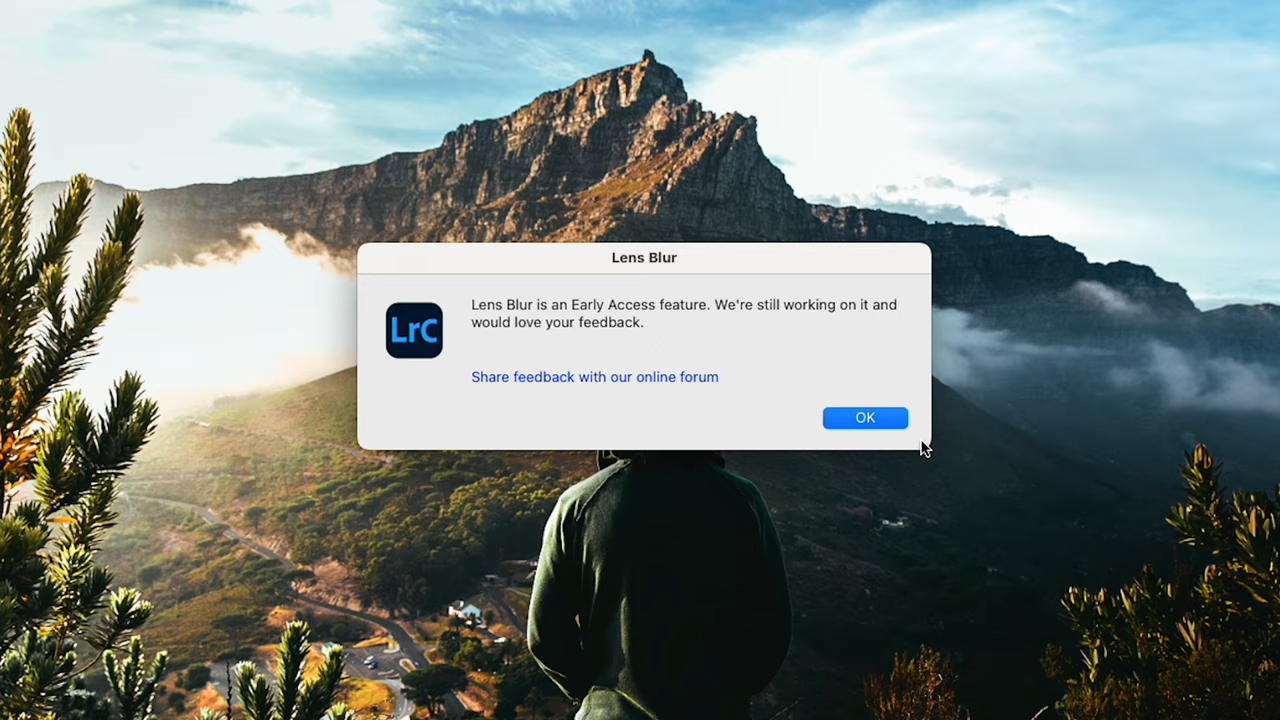 Lens Blur
LrC
Lens Blur is an Early Access feature. We're still working on it and
would love your feedback.
Share feedback with our online forum
OK